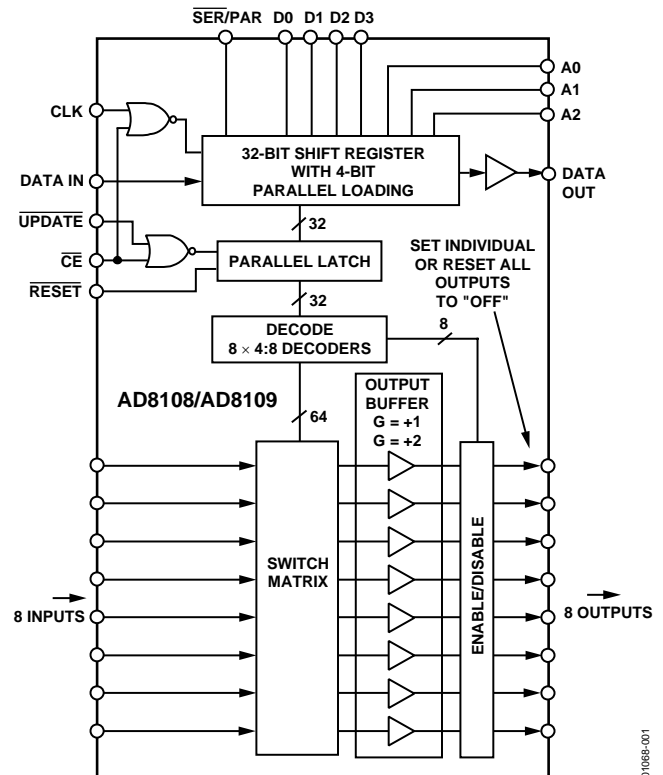 SER/PAR D0 D1 D2 D3
A0
A1
A2
CLK
32-BIT SHIFT REGISTER
WITH 4-BIT
PARALLEL LOADING
DATA IN
DATA
OUT
UPDATE
32
CE
PARALLEL LATCH
RESET
SET INDIVIDUAL
OR RESET ALL
OUTPUTS
TO "OFF"
32
DECODE
8 × 4:8 DECODERS
8
AD8108/AD8109
64
OUTPUT
BUFFER
G = +1
G = +2
SWITCH
MATRIX
ENABLE/DISABLE
8 INPUTS
8 OUTPUTS
01068-001